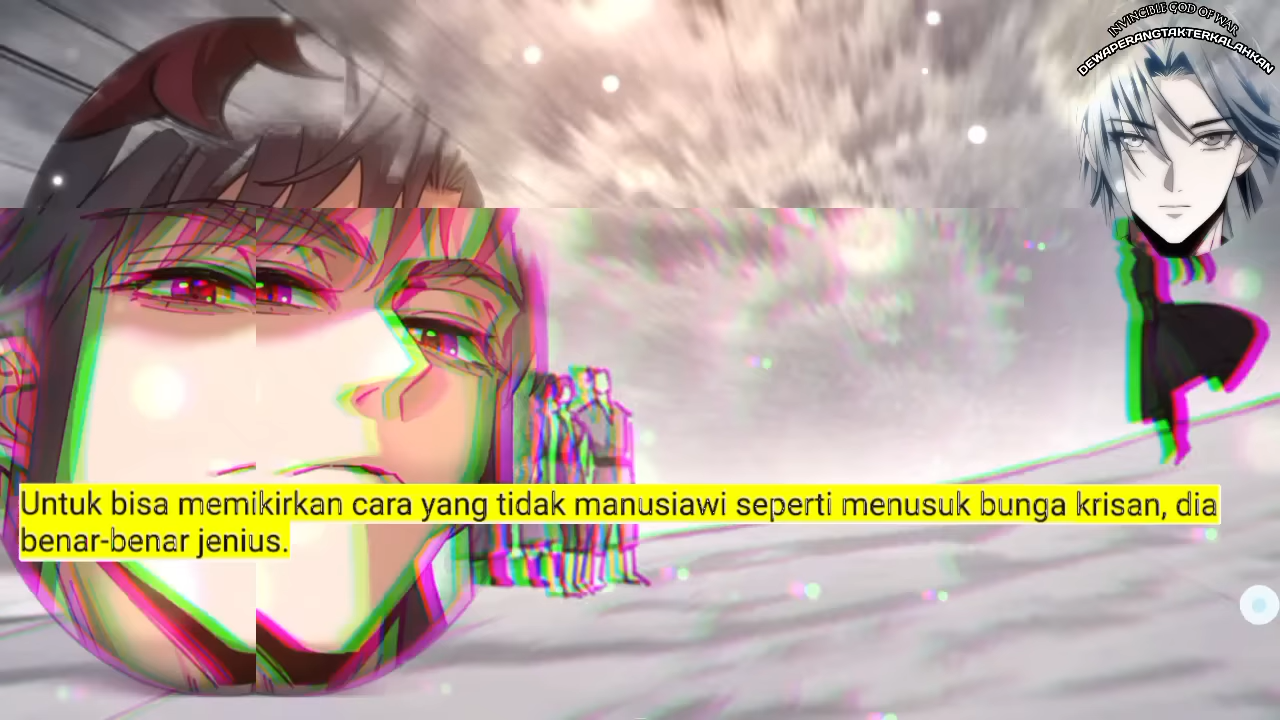 INVINCIBLE GOD OF WAR
DEWAPERANGTAKTERKALAHKAN
Untuk bisa memikirkan cara yang tidak manusiawi seperti menusuk bunga krisan, dia
benar-benar jenius.